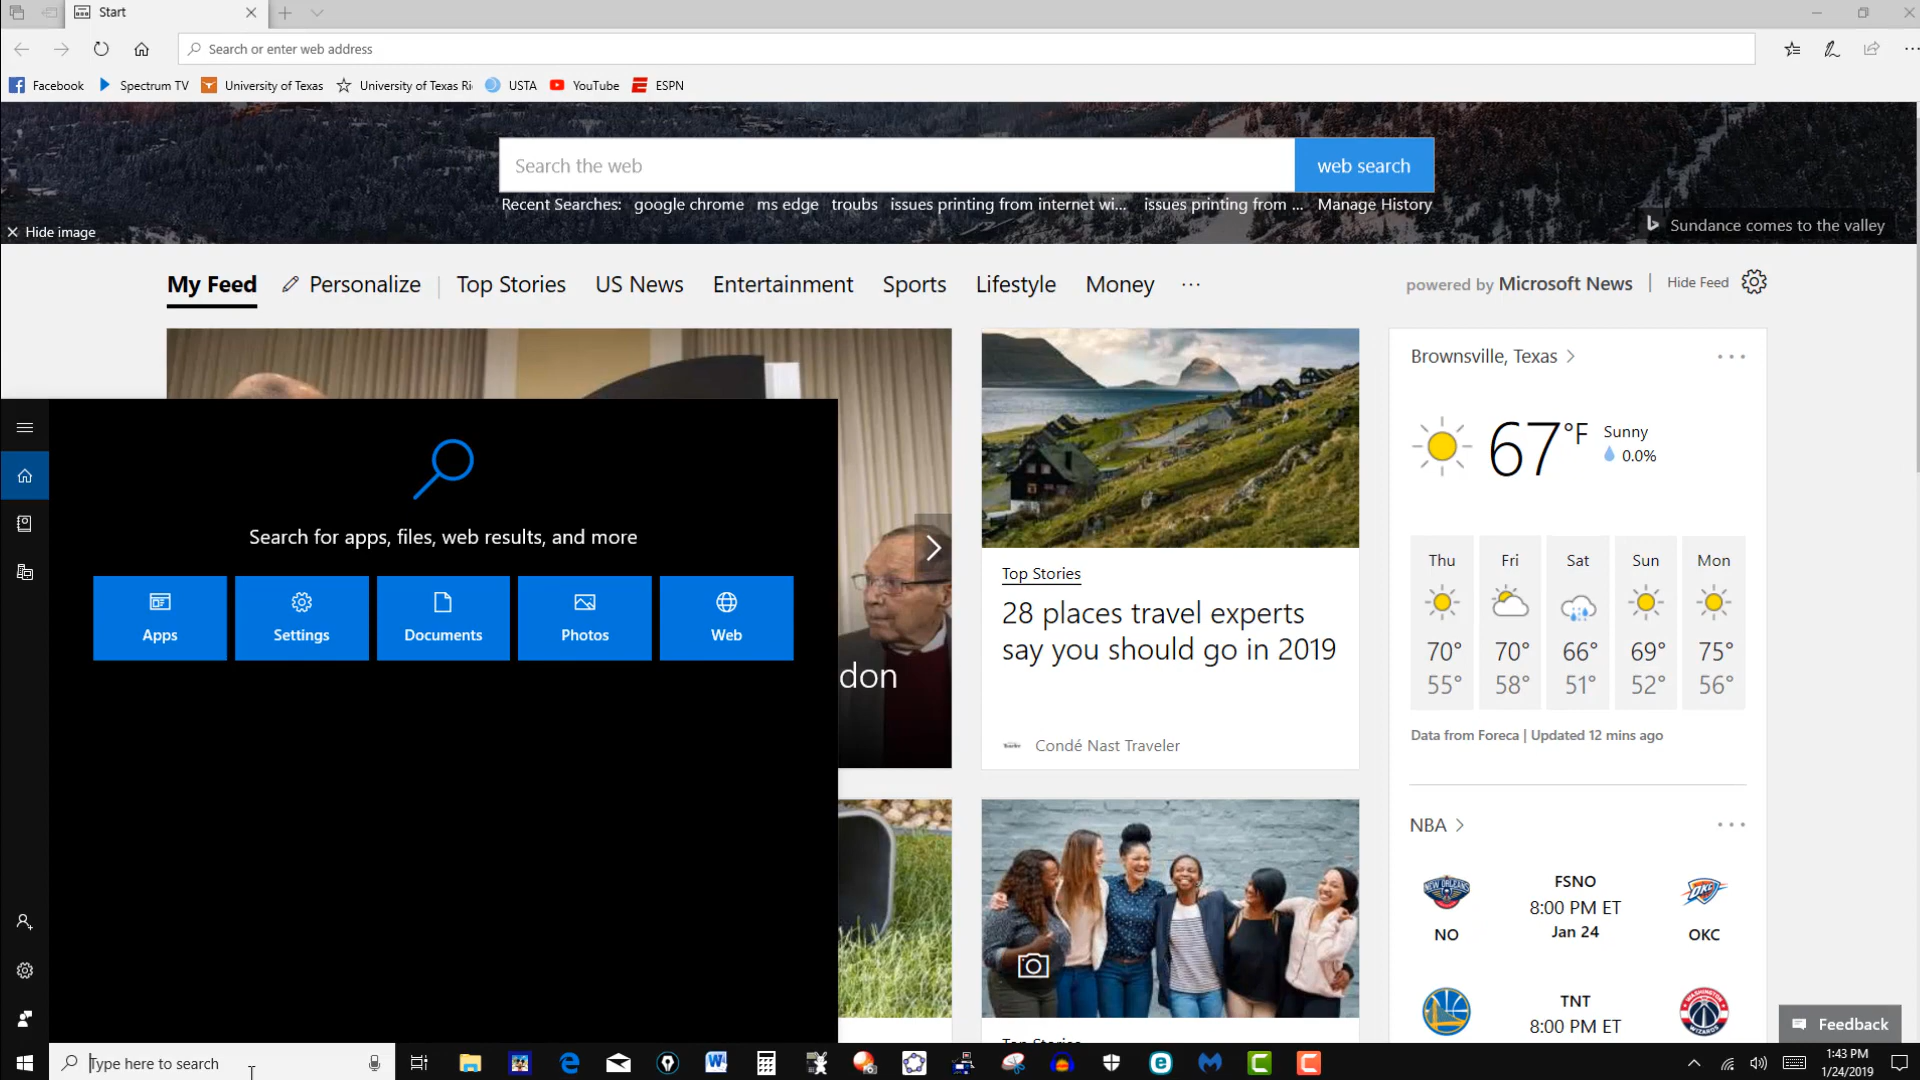 Start
Search or enter web address
Facebook
Spectrum TV
University of Texas
University of Texas Ri
USTA
YouTube
ESPN
Search the web
web search
Recent Searches: google chrome ms edge troubs issues printing from internet wi... issues printing from ... Manage History
Hide image
Sundance comes to the valley
My Feed
Personalize
Top Stories
US News
Entertainment
Sports
Lifestyle
Money
...
powered by Microsoft News
Hide Feed
don
Top Stories
28 places travel experts
say you should go in 2019
Condé Nast Traveler
Brownsville, Texas
67°F
Sunny
0.0%
Thu Fri Sat Sun Mon
70° 70° 66° 69° 75°
55° 58° 51° 52° 56°
Data from Foreca | Updated 12 mins ago
NBA
NEW ORLEANS
FSNO
OKC
8:00 PM ET
NO
Jan 24
OKC
TNT
8:00 PM ET
Feedback
Search for apps, files, web results, and more
Apps
Settings
Documents
Photos
Web
Type here to search
1:43 PM
1/24/2019